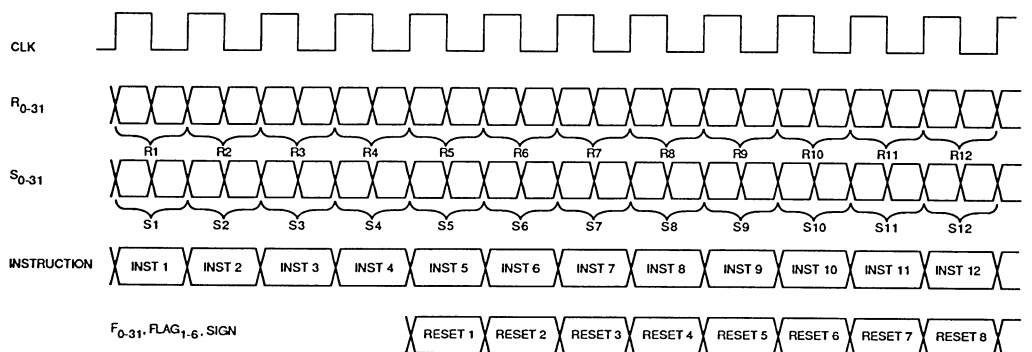 CLK
R0-31
R1 R2 R3 R4 R5 R6 R7 R8 R9 R10 R11 R12
S0-31
S1 S2 S3 S4 S5 S6 S7 S8 S9 S10 S11 S12
INSTRUCTION INST 1 INST 2 INST 3 INST 4 INST 5 INST 6 INST 7 INST 8 INST 9 INST 10 INST 11 INST 12
F0-31, FLAG1-6, SIGN RESET 1 RESET 2 RESET 3 RESET 4 RESET 5 RESET 6 RESET 7 RESET 8